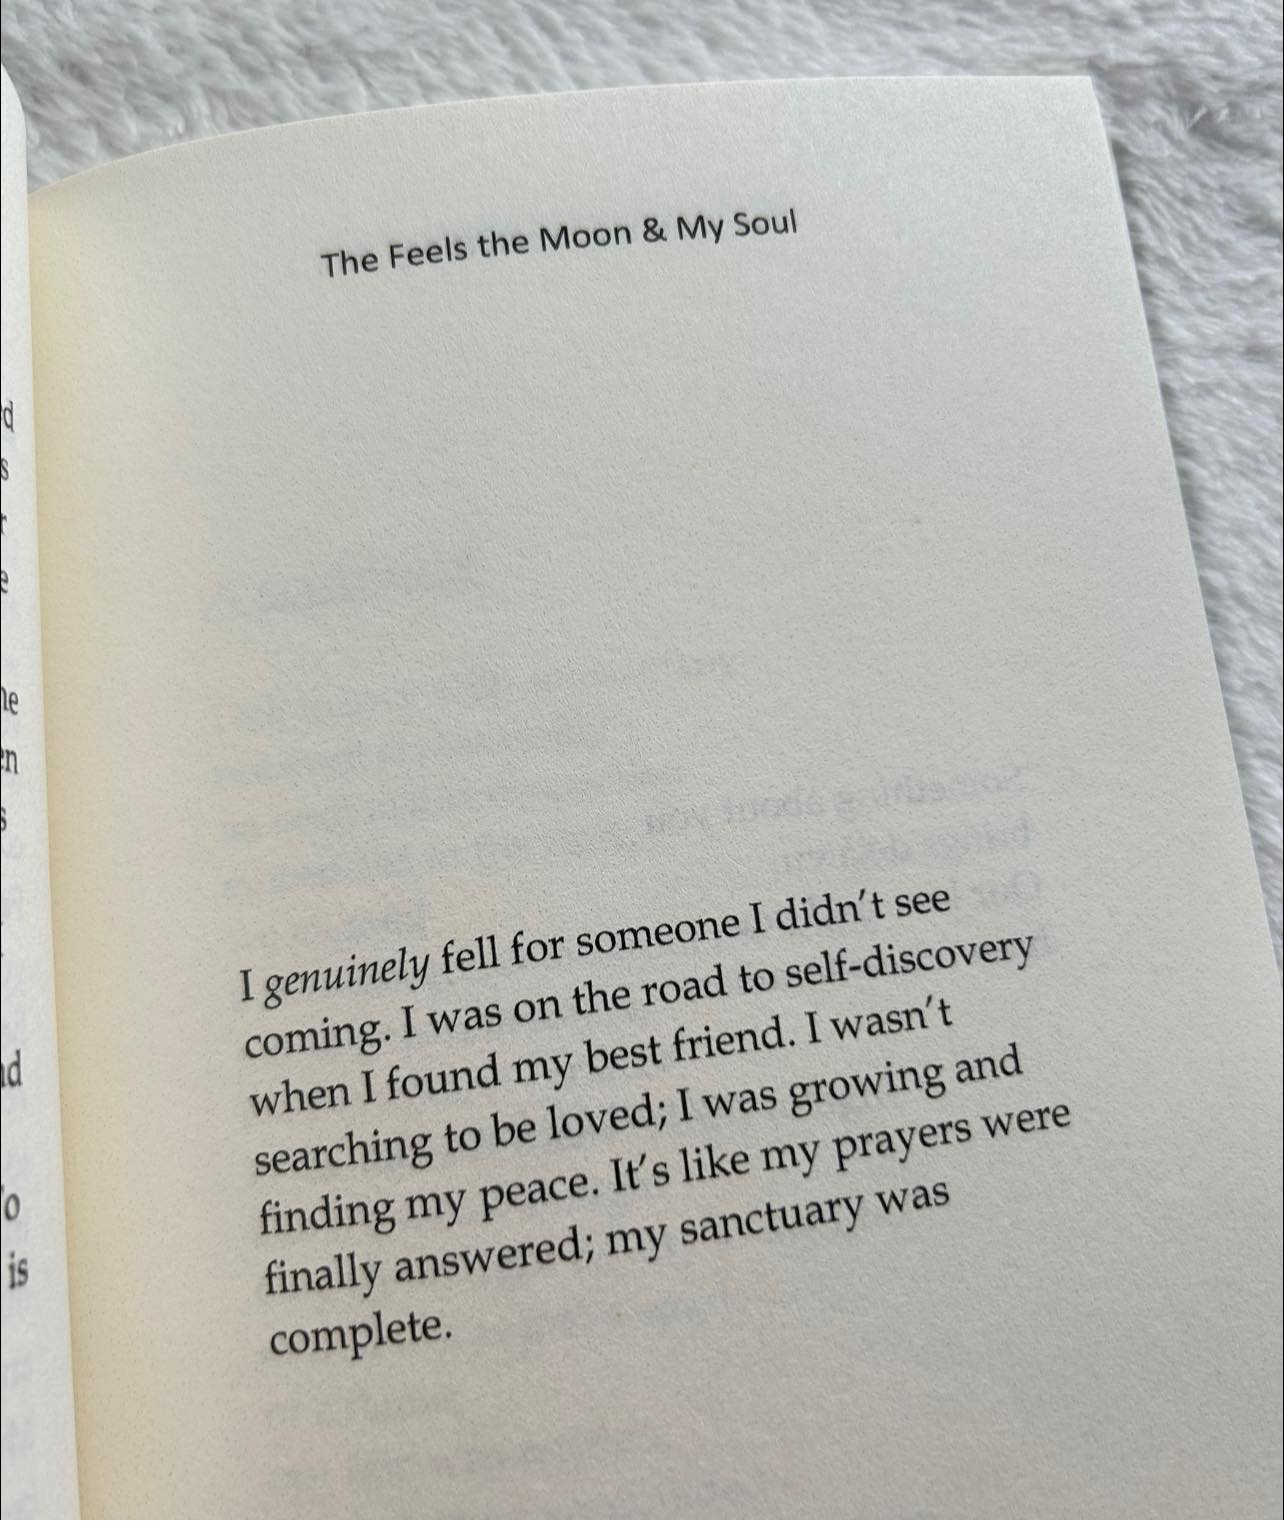 The Feels the Moon & My Soul
I genuinely fell for someone I didn't see
coming. I was on the road to self-discovery
when I found my best friend. I wasn't
searching to be loved; I was growing and
finding my peace. It's like my prayers were
finally answered; my sanctuary was
complete.